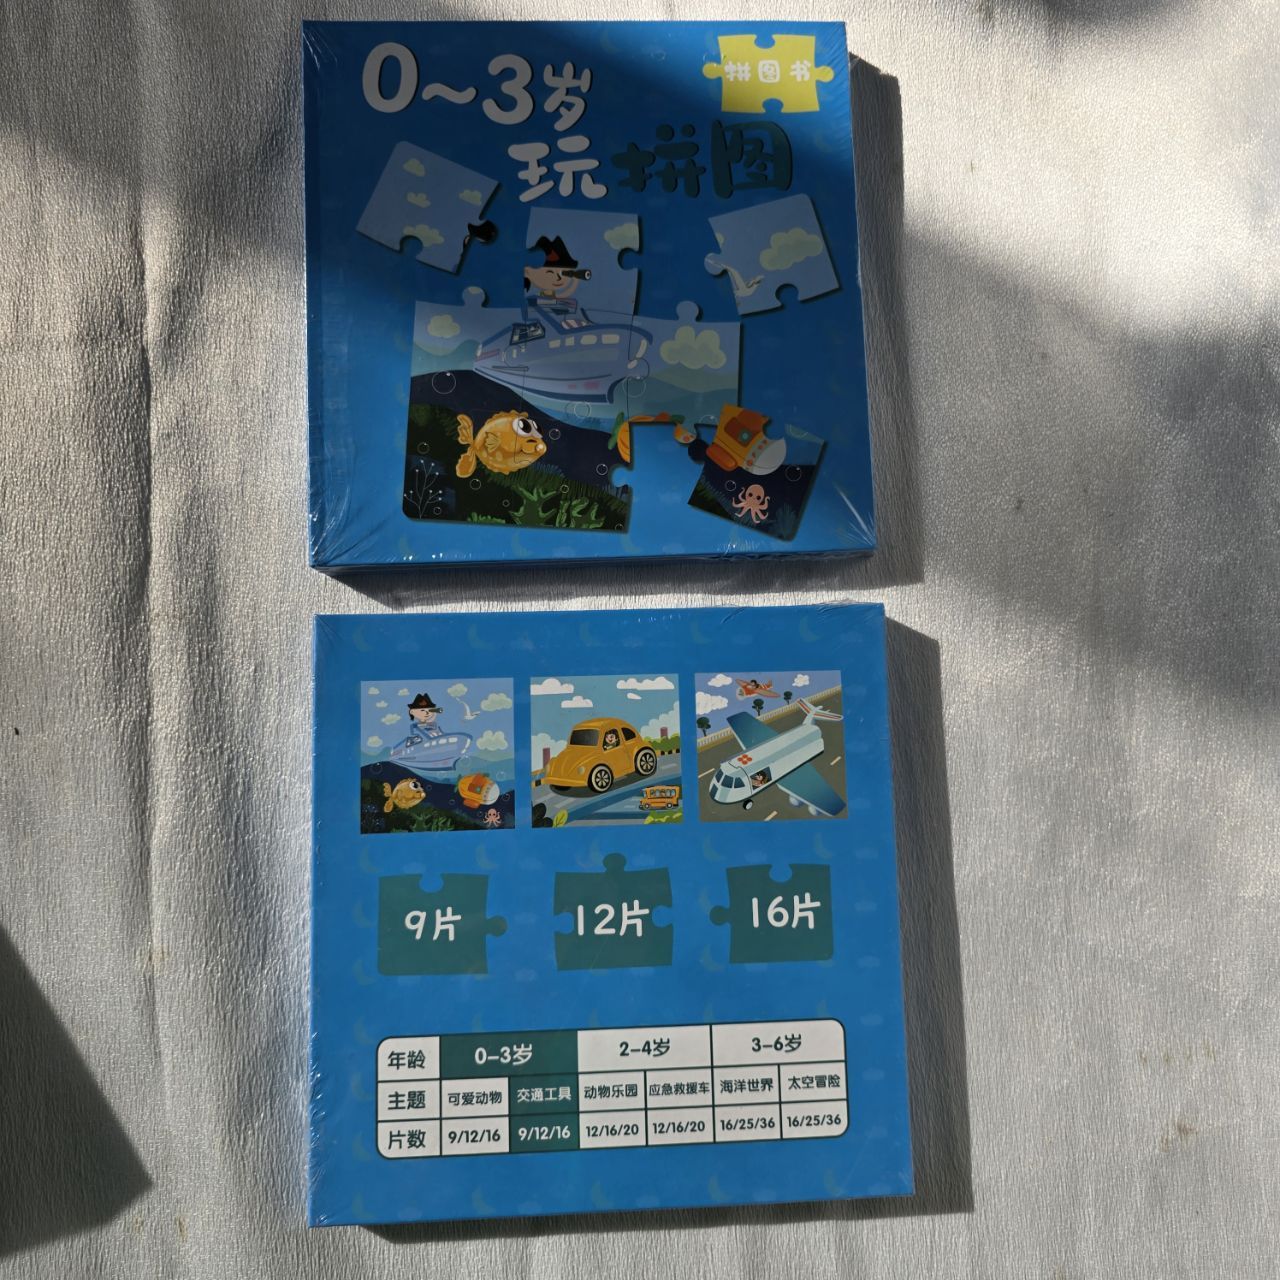 0~3岁
拼图书
玩拼图
9片
12片
16片
年龄 0-3岁 2-4岁 3-6岁
主题 可爱动物 交通工具 动物乐园 应急救援车 海洋世界 太空冒险
片数 9/12/16 9/12/16 12/16/20 12/16/20 16/25/36 16/25/36